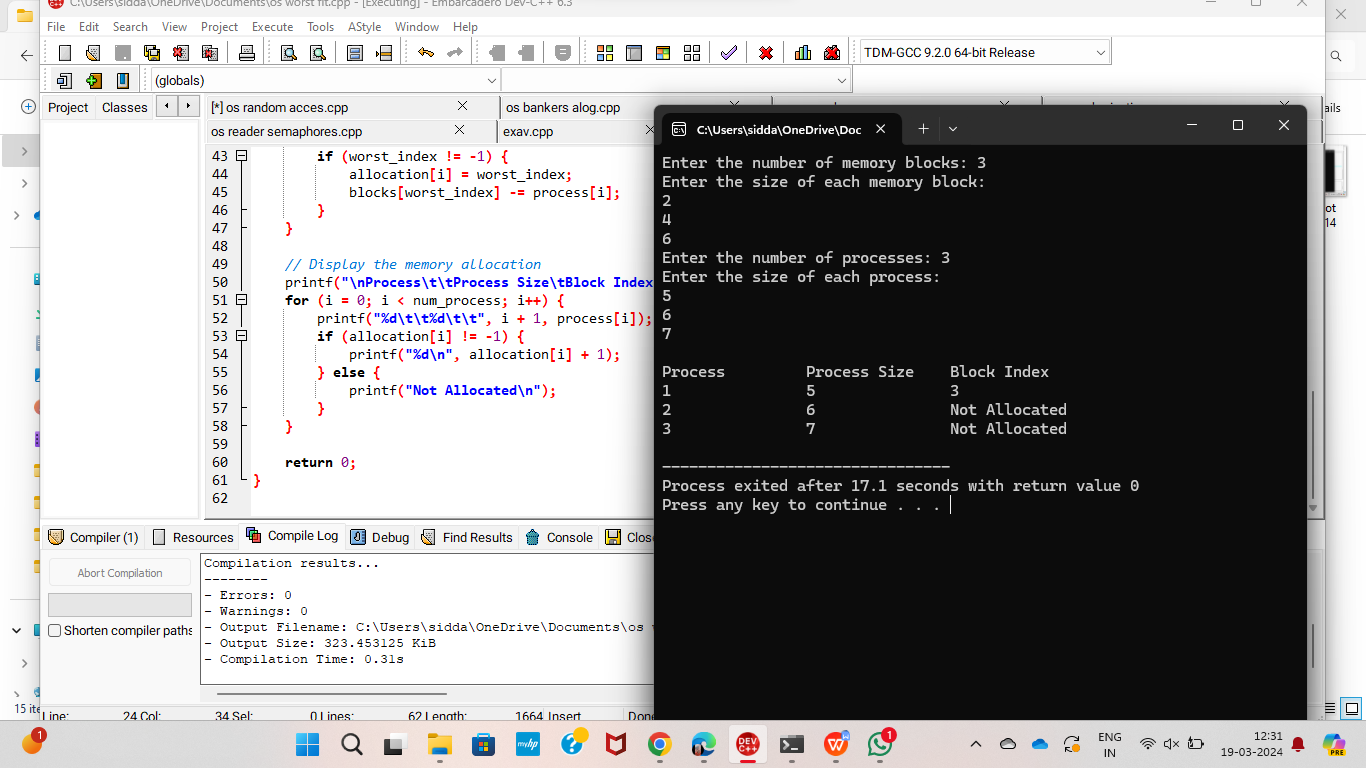 C:\Users\sidda\OneDrive\Documents\os worst fit.cpp - [Executing] - Embarcadero Dev-C++ 6.3
File Edit Search View Project Execute Tools AStyle Window Help
TDM-GCC 9.2.0 64-bit Release
(globals)
Project Classes
[*] os random acces.cpp
os bankers alog.cpp
os reader semaphores.cpp
exav.cpp
43 if (worst_index != -1) {
44 allocation[i] = worst_index;
45 blocks[worst_index] -= process[i];
46 }
47 }
48
49 // Display the memory allocation
50 printf("\nProcess\t\tProcess Size\tBlock Index
51 for (i = 0; i < num_process; i++) {
52 printf("%d\t\t%d\t\t", i + 1, process[i]);
53 if (allocation[i] != -1) {
54 printf("%d\n", allocation[i] + 1);
55 } else {
56 printf("Not Allocated\n");
57 }
58 }
59
60 return 0;
61 }
62
C:\Users\sidda\OneDrive\Doc
Enter the number of memory blocks: 3
Enter the size of each memory block:
2
4
6
Enter the number of processes: 3
Enter the size of each process:
5
6
7
Process Process Size Block Index
1 5 3
2 6 Not Allocated
3 7 Not Allocated
--------------------------------
Process exited after 17.1 seconds with return value 0
Press any key to continue . . .
Compiler (1) Resources Compile Log Debug Find Results Console Clos
Abort Compilation
Shorten compiler paths
Compilation results...
--------
- Errors: 0
- Warnings: 0
- Output Filename: C:\Users\sidda\OneDrive\Documents\os
- Output Size: 323.453125 KiB
- Compilation Time: 0.31s
Line: 24 Col: 34 Sel: 0 Lines: 62 Length: 1664 Insert Done
ails
ot
14
15 ite
1
myhp
DEV C++
1
ENG
IN
12:31
19-03-2024
PRE